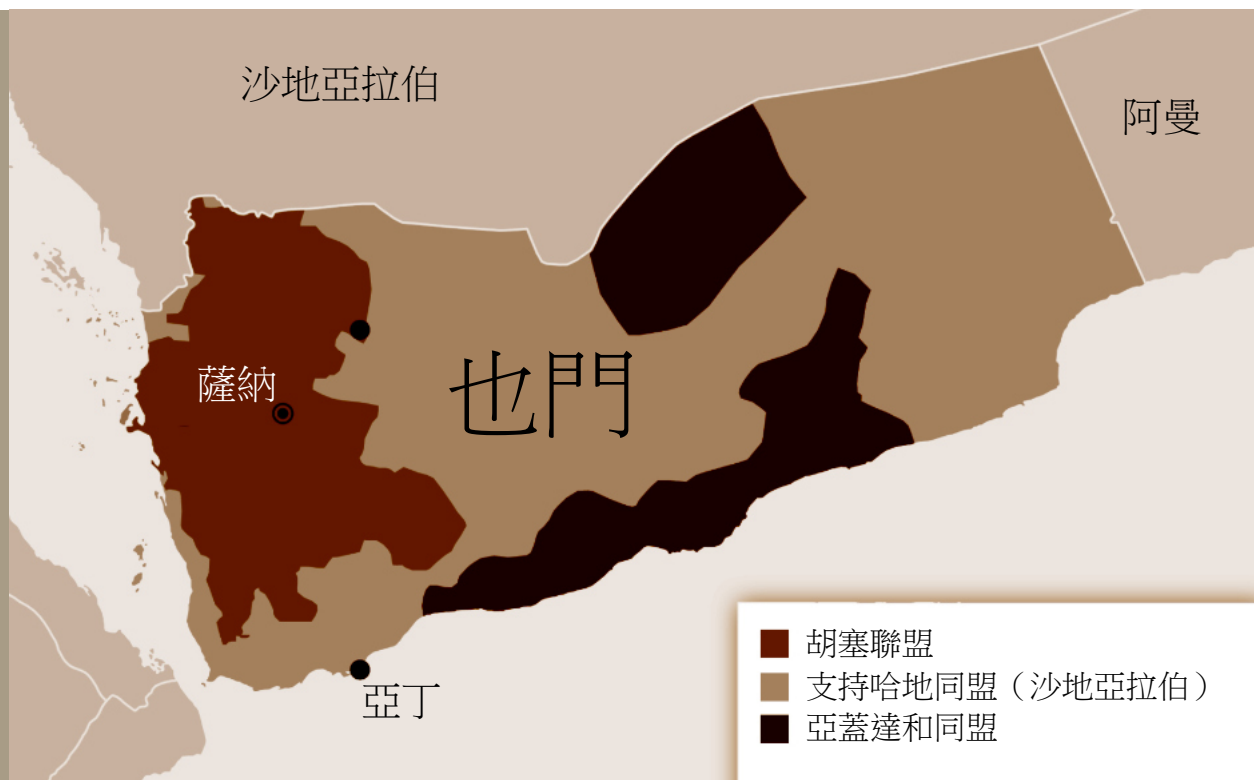 沙地亞拉伯
阿曼
也門
薩納
亞丁
胡塞聯盟
支持哈地同盟（沙地亞拉伯）
亞蓋達和同盟